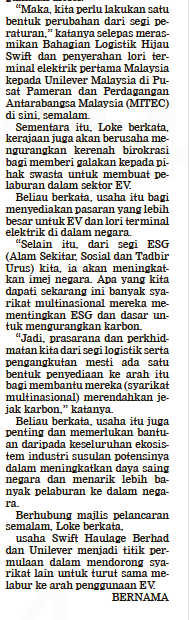 "Maka, kita perlu lakukan satu
bentuk perubahan dari segi pe-
raturan," katanya selepas meras-
mikan Bahagian Logistik Hijau
Swift dan penyerahan lori ter-
minal elektrik pertama Malaysia
kepada Unilever Malaysia di Pu-
sat Pameran dan Perdagangan
Antarabangsa Malaysia (MITEC)
di sini, semalam.
Sementara itu, Loke berkata,
kerajaan juga akan berusaha me-
ngurangkan kerenah birokrasi
bagi memberi galakan kepada pi-
hak swasta untuk membuat pe-
laburan dalam sektor EV.
Beliau berkata, usaha itu bagi
menyediakan pasaran yang lebih
besar untuk EV dan lori terminal
elektrik di dalam negara.
"Selain itu, dari segi ESG
(Alam Sekitar, Sosial dan Tadbir
Urus) kita, ia akan meningkat-
kan imej negara. Apa yang kita
dapati sekarang ini banyak sya-
rikat multinasional mereka me-
mentingkan ESG dan dasar un-
tuk mengurangkan karbon.
"Jadi, prasarana dan perkhid-
matan kita dari segi logistik serta
pengangkutan mesti ada satu
bentuk penyediaan ke arah itu
bagi membantu mereka (syarikat
multinasional) merendahkan je-
jak karbon," katanya.
Beliau berkata, usaha itu juga
penting dan memerlukan bantu-
an daripada keseluruhan ekosis-
tem industri susulan potensinya
dalam meningkatkan daya saing
negara dan menarik lebih ba-
nyak pelaburan ke dalam nega-
ra.
Berhubung majlis pelancaran
semalam, Loke berkata,
usaha Swift Haulage Berhad
dan Unilever menjadi titik per-
mulaan dalam mendorong sya-
rikat lain untuk turut sama me-
labur ke arah penggunaan EV.
BERNAMA